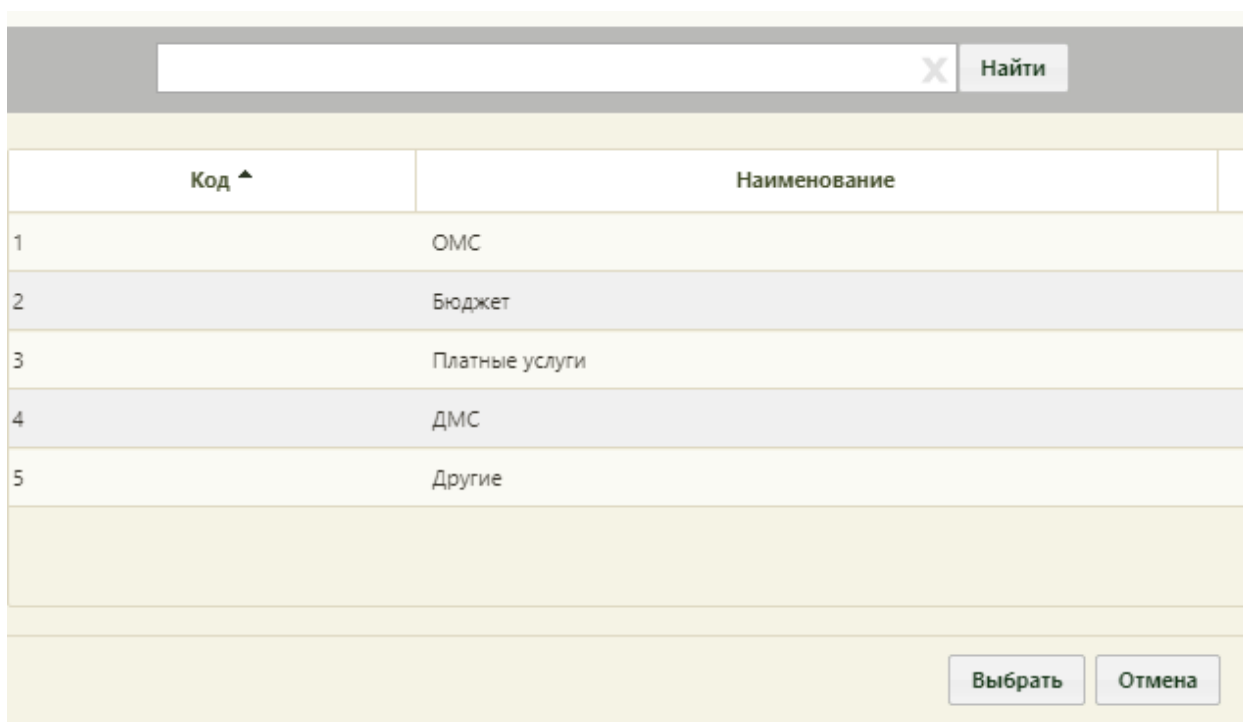 X Найти
Код Наименование
1 ОМС
2 Бюджет
3 Платные услуги
4 ДМС
5 Другие
Выбрать Отмена